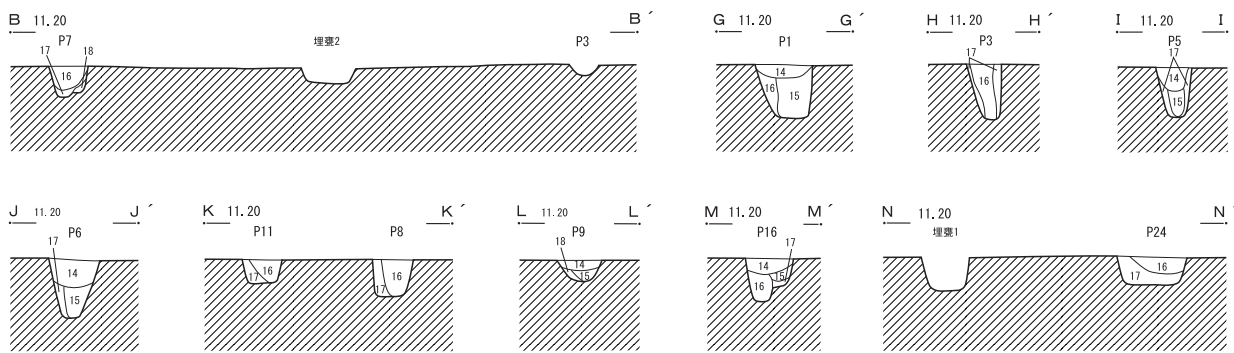 B 11.20 B´
P7 埋甕2 P3
17 18
16
G 11.20 G´
P1
14
16 15
H 11.20 H´
P3
17
16
I 11.20 I´
P5
17
14
15
J 11.20 J´
P6
17
14
15
K 11.20 K´
P11 P8
17 16 16
17
L 11.20 L´
P9
18
14
15
M 11.20 M´
P16
17
14
15
16
N 11.20 N´
埋甕1 P24
16
17